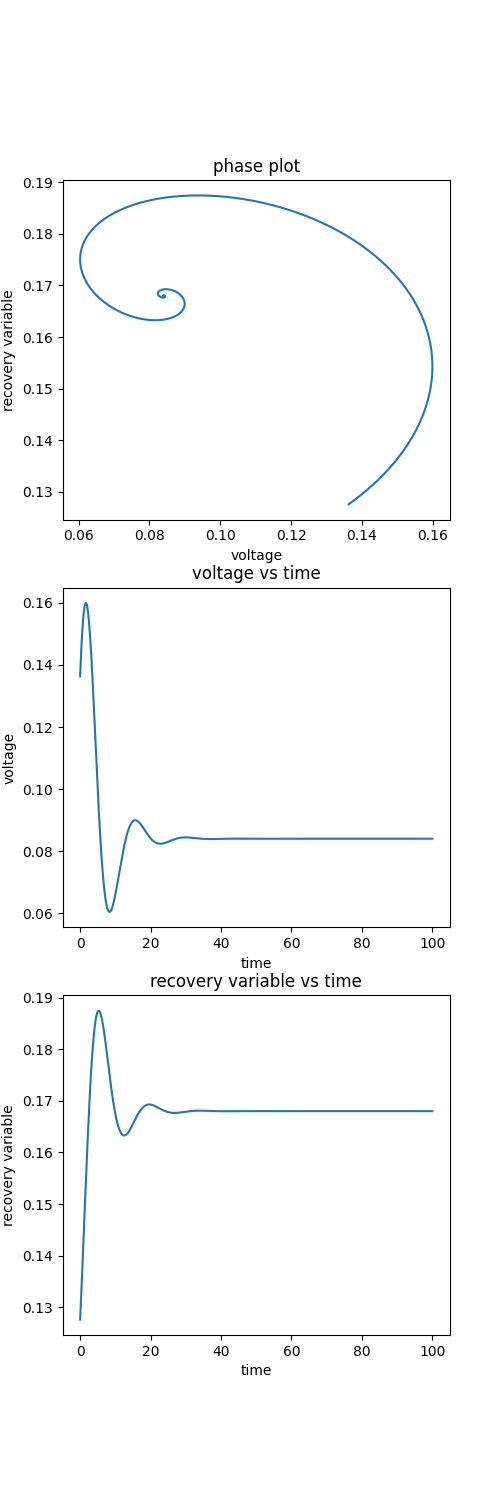 phase plot
0.19
0.18
0.17
0.16
0.15
0.14
0.13
recovery variable
0.06 0.08 0.10 0.12 0.14 0.16
voltage
voltage vs time
0.16
0.14
0.12
0.10
0.08
0.06
voltage
0 20 40 60 80 100
time
recovery variable vs time
0.19
0.18
0.17
0.16
0.15
0.14
0.13
recovery variable
0 20 40 60 80 100
time